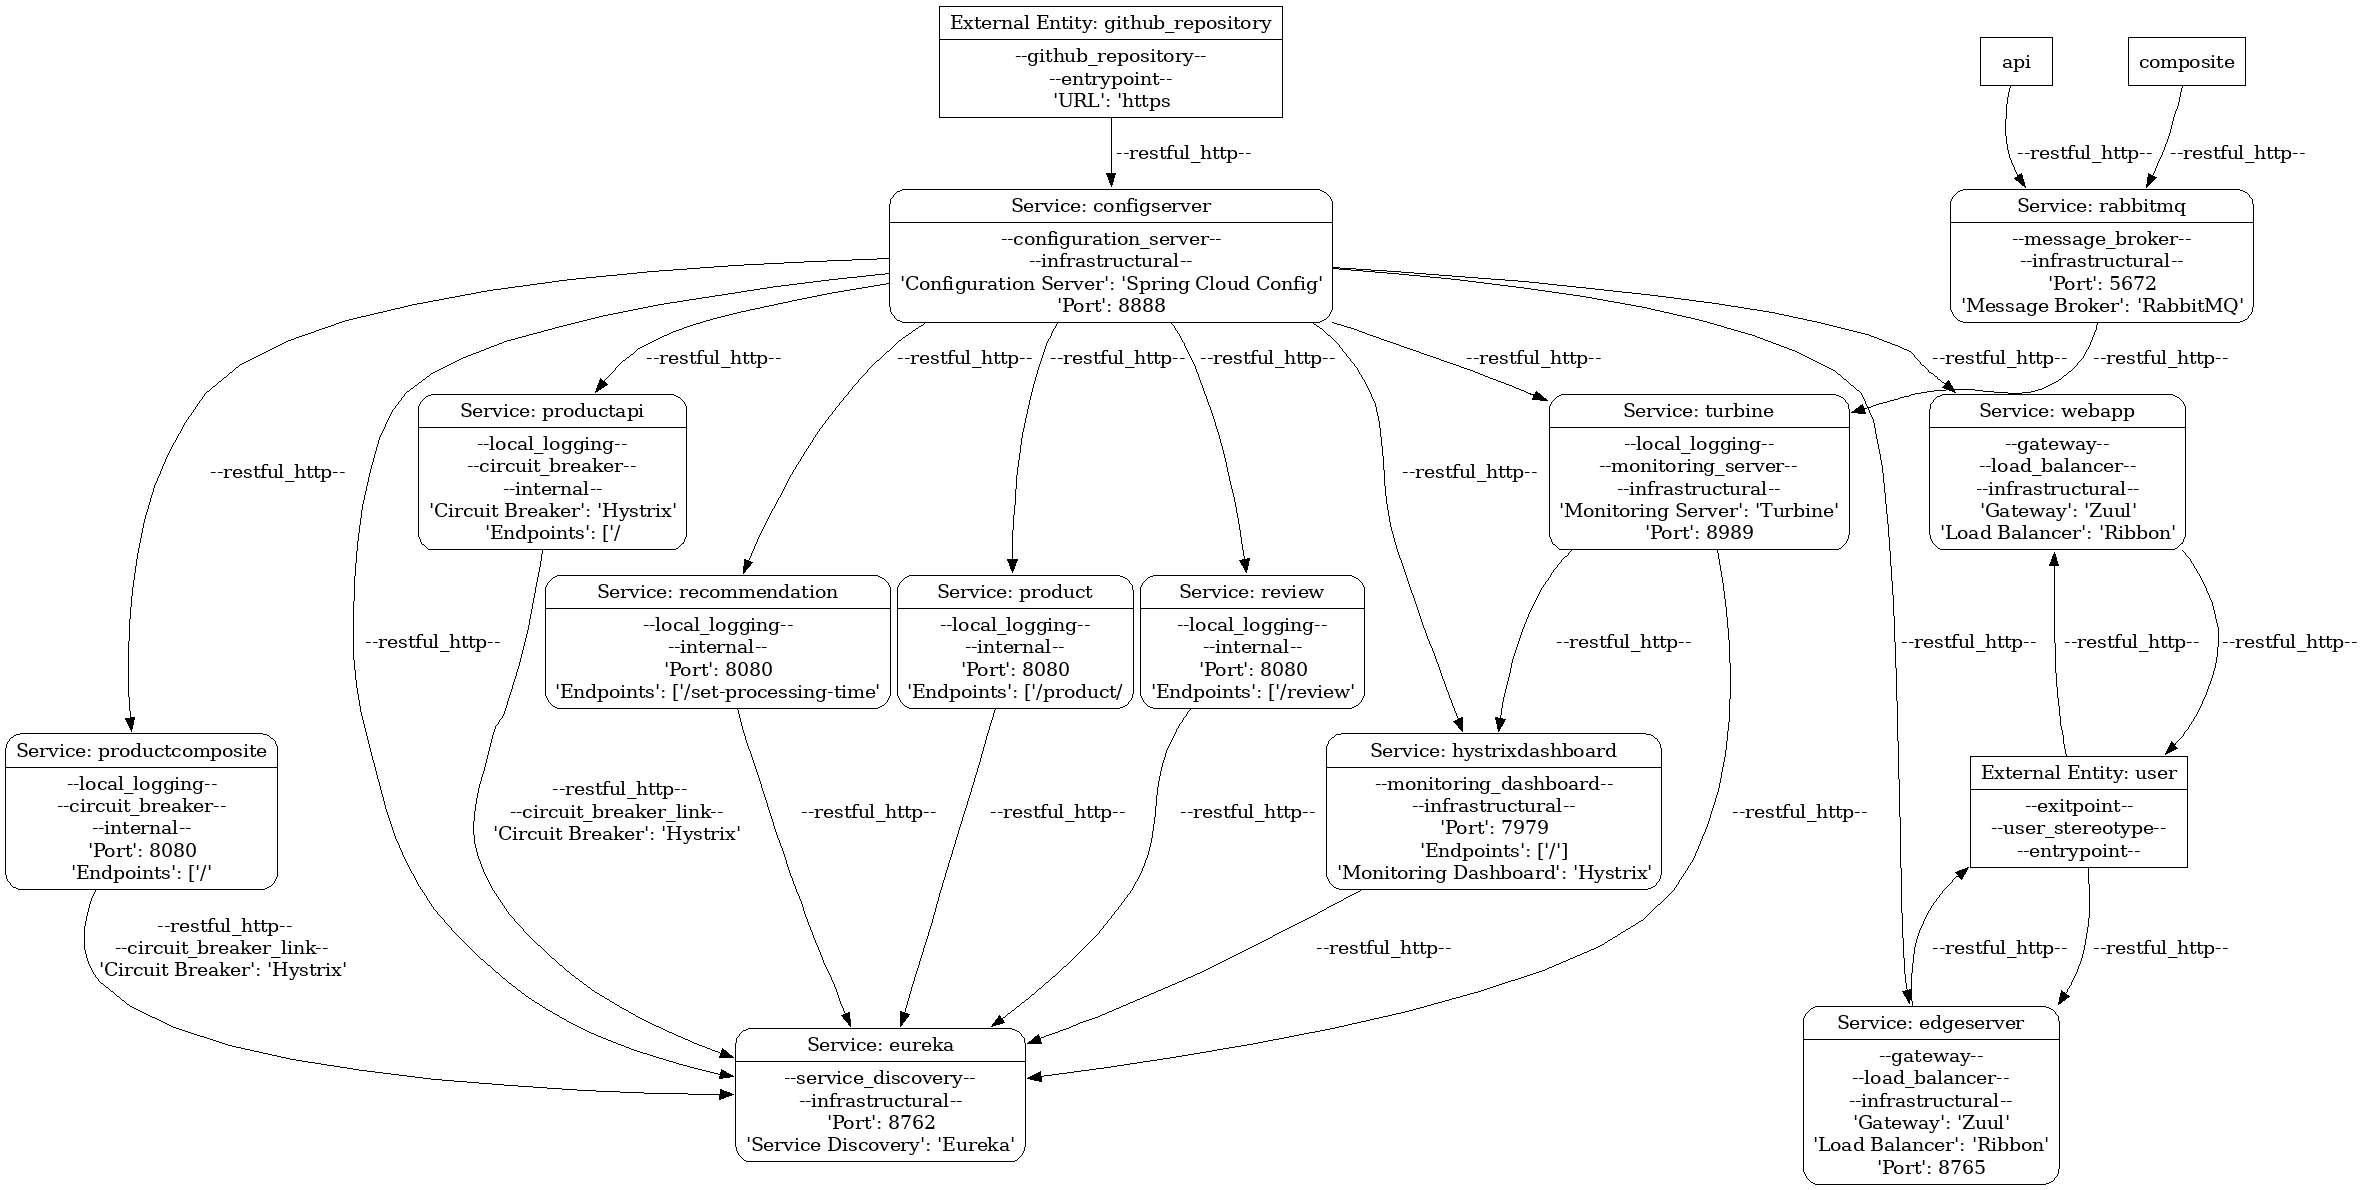 External Entity: github_repository
--github_repository--
--entrypoint--
'URL': 'https
api
composite
--restful_http--
--restful_http--
--restful_http--
Service: configserver
--configuration_server--
--infrastructural--
'Configuration Server': 'Spring Cloud Config'
'Port': 8888
Service: rabbitmq
--message_broker--
--infrastructural--
'Port': 5672
'Message Broker': 'RabbitMQ'
--restful_http--
--restful_http--
--restful_http--
--restful_http--
--restful_http--
--restful_http--
--restful_http--
Service: productapi
--local_logging--
--circuit_breaker--
--internal--
'Circuit Breaker': 'Hystrix'
'Endpoints': ['/
Service: turbine
--local_logging--
--monitoring_server--
--infrastructural--
'Monitoring Server': 'Turbine'
'Port': 8989
Service: webapp
--gateway--
--load_balancer--
--infrastructural--
'Gateway': 'Zuul'
'Load Balancer': 'Ribbon'
--restful_http--
--restful_http--
Service: recommendation
--local_logging--
--internal--
'Port': 8080
'Endpoints': ['/set-processing-time'
Service: product
--local_logging--
--internal--
'Port': 8080
'Endpoints': ['/product/
Service: review
--local_logging--
--internal--
'Port': 8080
'Endpoints': ['/review'
--restful_http--
--restful_http--
--restful_http--
--restful_http--
--restful_http--
Service: productcomposite
--local_logging--
--circuit_breaker--
--internal--
'Port': 8080
'Endpoints': ['/'
--restful_http--
--circuit_breaker_link--
'Circuit Breaker': 'Hystrix'
--restful_http--
--restful_http--
--restful_http--
Service: hystrixdashboard
--monitoring_dashboard--
--infrastructural--
'Port': 7979
'Endpoints': ['/']
'Monitoring Dashboard': 'Hystrix'
--restful_http--
External Entity: user
--exitpoint--
--user_stereotype--
--entrypoint--
--restful_http--
--circuit_breaker_link--
'Circuit Breaker': 'Hystrix'
--restful_http--
--restful_http--
--restful_http--
Service: eureka
--service_discovery--
--infrastructural--
'Port': 8762
'Service Discovery': 'Eureka'
Service: edgeserver
--gateway--
--load_balancer--
--infrastructural--
'Gateway': 'Zuul'
'Load Balancer': 'Ribbon'
'Port': 8765